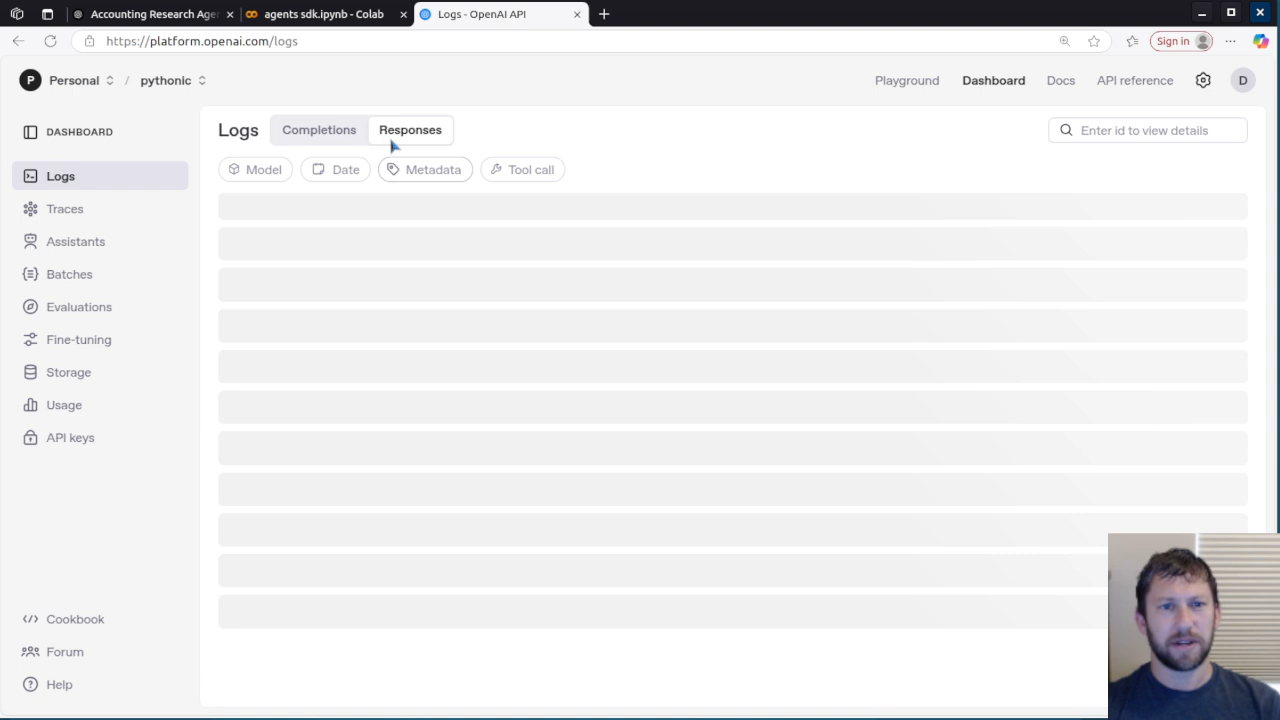 Accounting Research Age
agents sdk.ipynb - Colab
Logs - OpenAI API
https://platform.openai.com/logs
Sign in
P Personal / pythonic
Playground
Dashboard
Docs
API reference
D
DASHBOARD
Logs
Traces
Assistants
Batches
Evaluations
Fine-tuning
Storage
Usage
API keys
Cookbook
Forum
Help
Logs
Completions
Responses
Enter id to view details
Model
Date
Metadata
Tool call